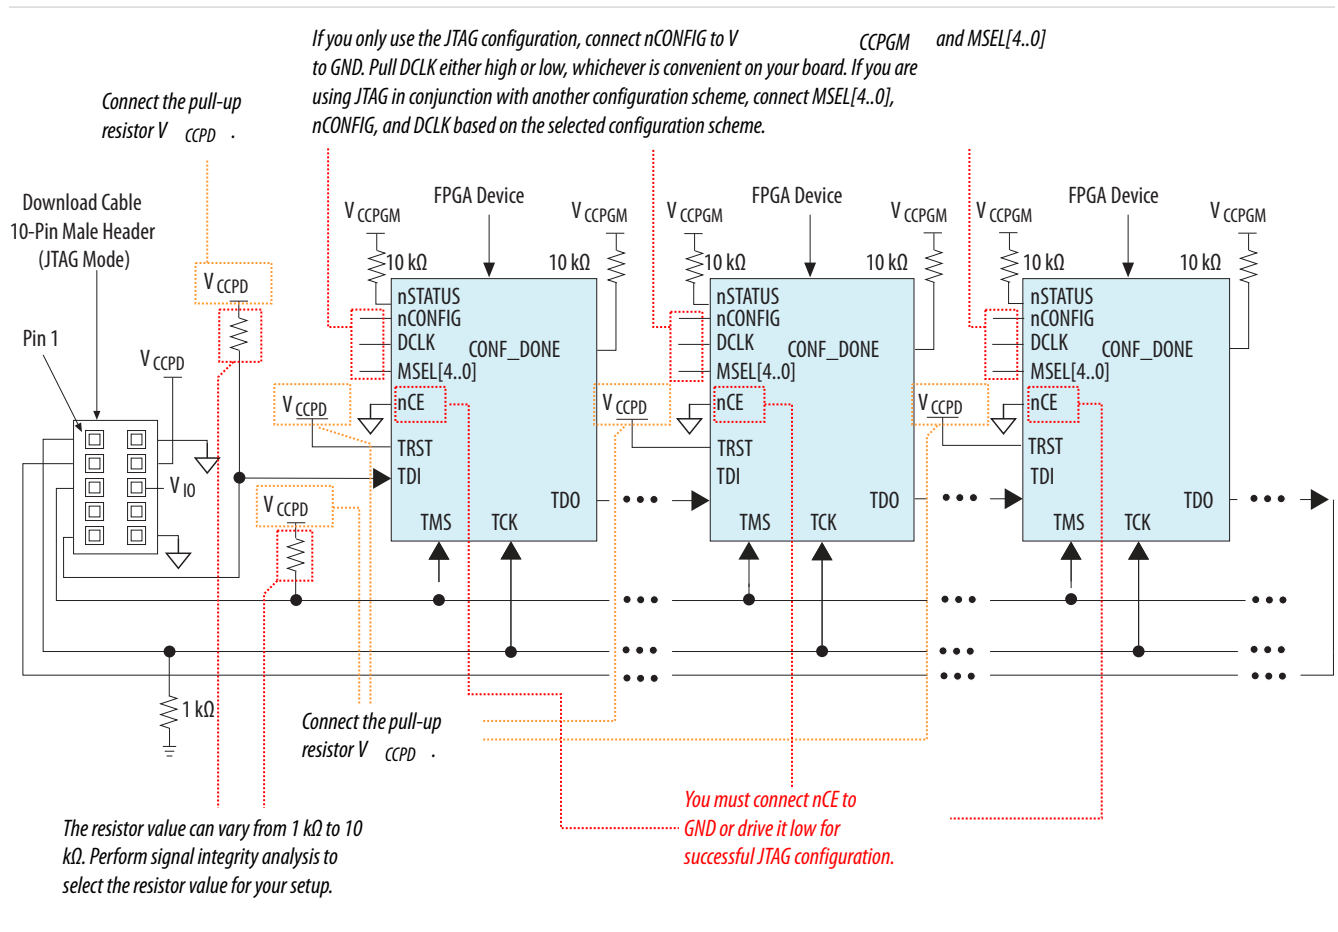 If you only use the JTAG configuration, connect nCONFIG to V CCPGM and MSEL[4..0]
to GND. Pull DCLK either high or low, whichever is convenient on your board. If you are
using JTAG in conjunction with another configuration scheme, connect MSEL[4..0],
nCONFIG, and DCLK based on the selected configuration scheme.
Connect the pull-up
resistor V CCPD .
Download Cable
10-Pin Male Header
(JTAG Mode)
Pin 1
V CCPD
V CCPD
V IO
V CCPD
V CCPD
1 kΩ
V CCPGM
FPGA Device
V CCPGM
10 kΩ
10 kΩ
nSTATUS
nCONFIG
DCLK
CONF_DONE
MSEL[4..0]
nCE
TRST
TDI
TDO
TMS
TCK
V CCPGM
FPGA Device
V CCPGM
10 kΩ
10 kΩ
nSTATUS
nCONFIG
DCLK
CONF_DONE
MSEL[4..0]
V CCPD
nCE
TRST
TDI
TDO
TMS
TCK
V CCPGM
FPGA Device
V CCPGM
10 kΩ
10 kΩ
nSTATUS
nCONFIG
DCLK
CONF_DONE
MSEL[4..0]
V CCPD
nCE
TRST
TDI
TDO
TMS
TCK
Connect the pull-up
resistor V CCPD .
You must connect nCE to
GND or drive it low for
successful JTAG configuration.
The resistor value can vary from 1 kΩ to 10
kΩ. Perform signal integrity analysis to
select the resistor value for your setup.